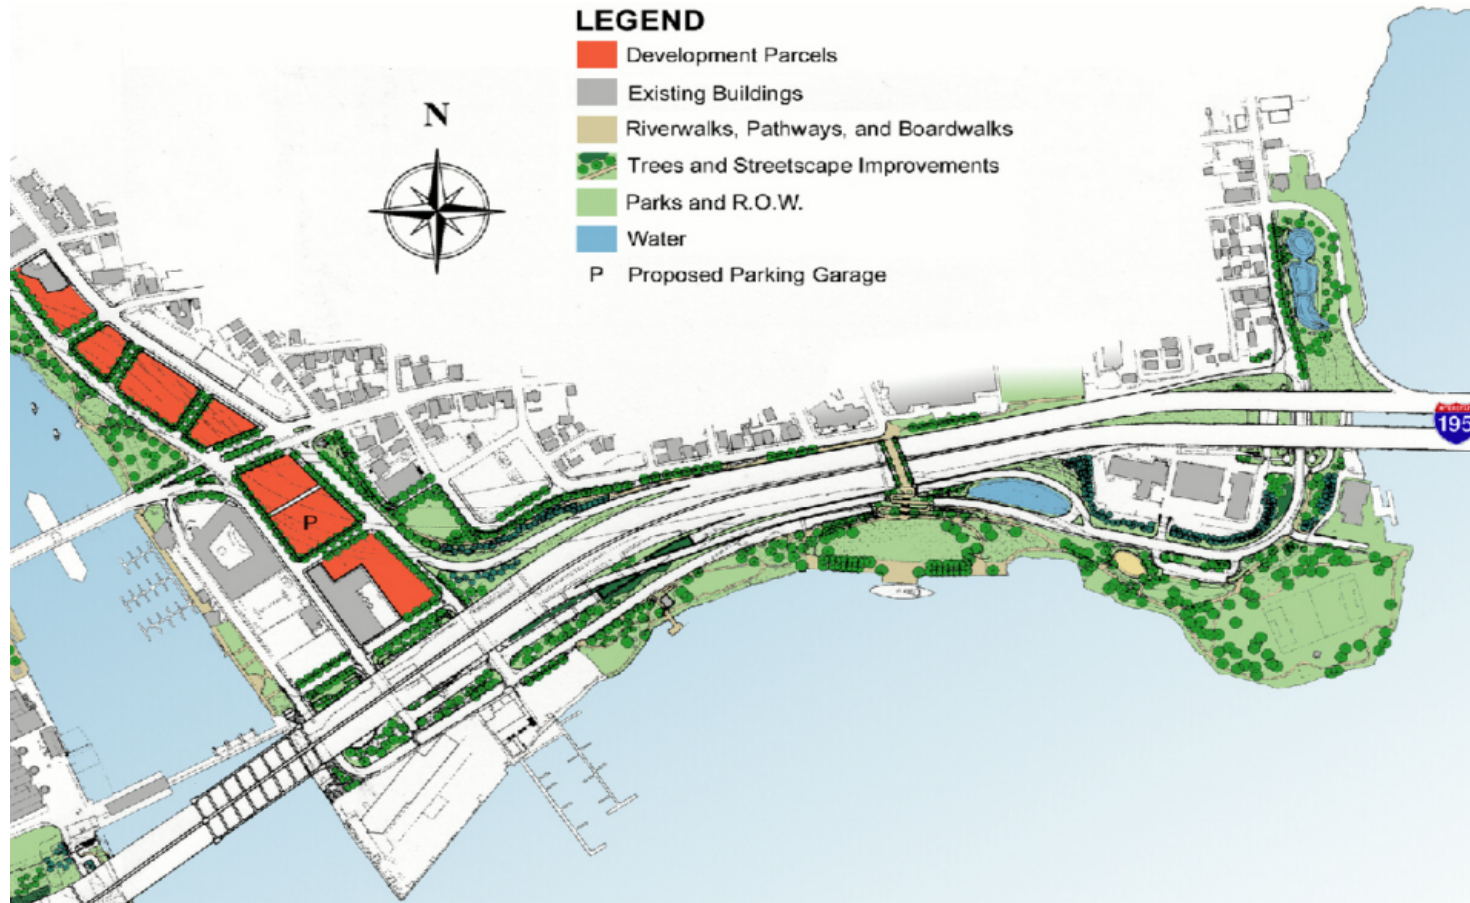 LEGEND
Development Parcels
Existing Buildings
Riverwalks, Pathways, and Boardwalks
Trees and Streetscape Improvements
Parks and R.O.W.
Water
P Proposed Parking Garage
N
195
P